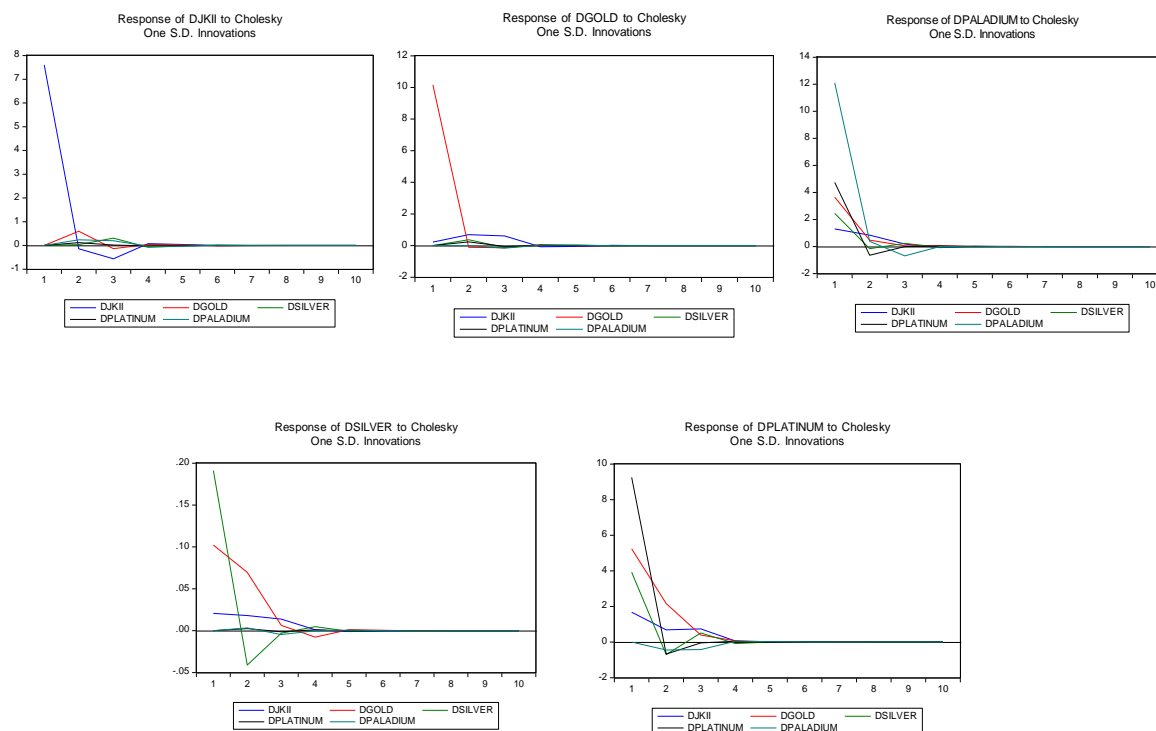 Response of DJKII to Cholesky
One S.D. Innovations
8
7
6
5
4
3
2
1
0
-1
1 2 3 4 5 6 7 8 9 10
DJKII DGOLD DSILVER
DPLATINUM DPALADIUM
Response of DGOLD to Cholesky
One S.D. Innovations
12
10
8
6
4
2
0
-2
1 2 3 4 5 6 7 8 9 10
DJKII DGOLD DSILVER
DPLATINUM DPALADIUM
Response of DPALADIUM to Cholesky
One S.D. Innovations
14
12
10
8
6
4
2
0
-2
1 2 3 4 5 6 7 8 9 10
DJKII DGOLD DSILVER
DPLATINUM DPALADIUM
Response of DSILVER to Cholesky
One S.D. Innovations
.20
.15
.10
.05
.00
-.05
1 2 3 4 5 6 7 8 9 10
DJKII DGOLD DSILVER
DPLATINUM DPALADIUM
Response of DPLATINUM to Cholesky
One S.D. Innovations
10
8
6
4
2
0
-2
1 2 3 4 5 6 7 8 9 10
DJKII DGOLD DSILVER
DPLATINUM DPALADIUM